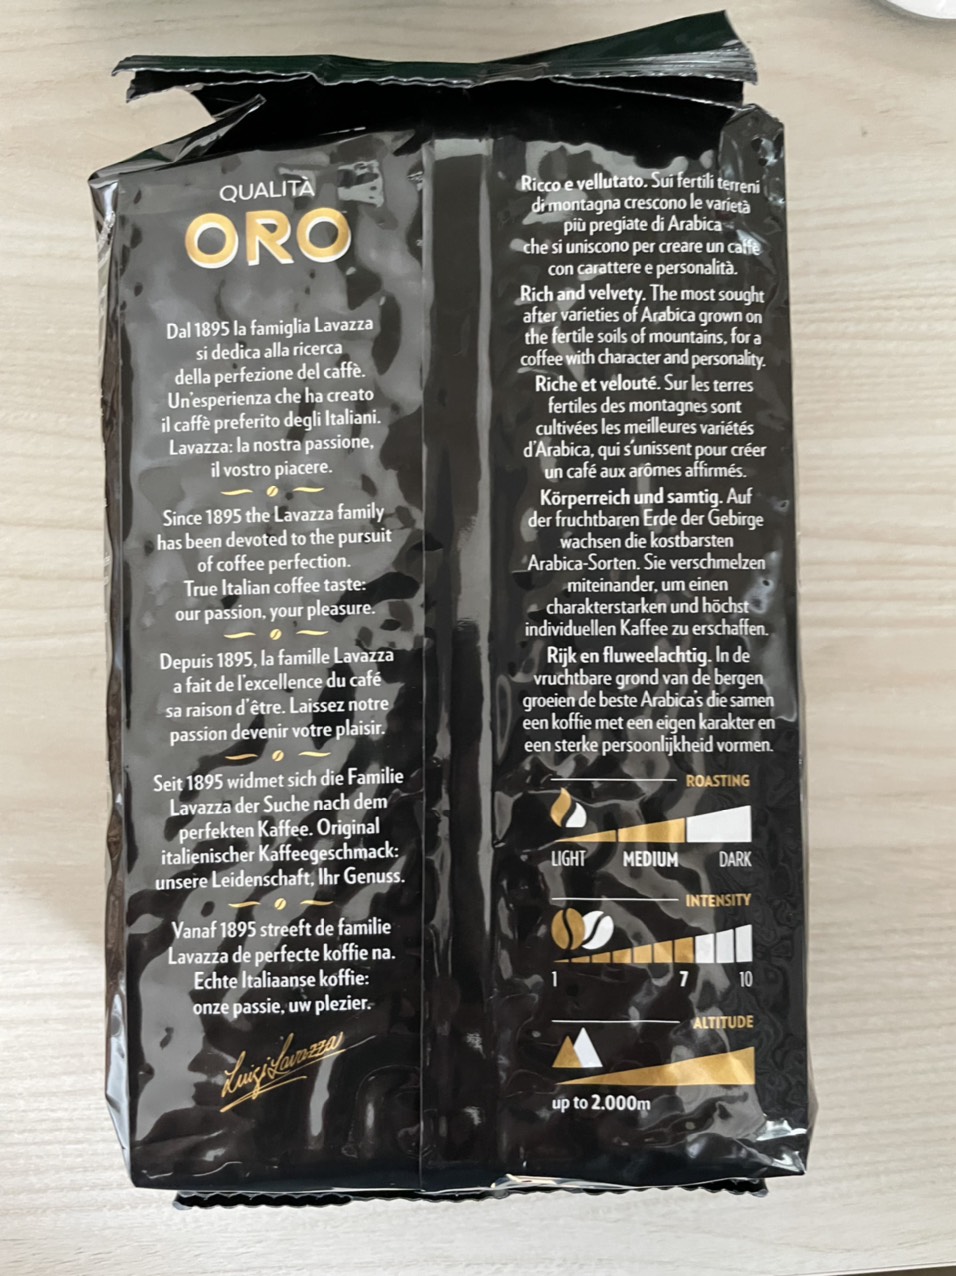 QUALITÀ
ORO
Dal 1895 la famiglia Lavazza
si dedica alla ricerca
della perfezione del caffè.
Un'esperienza che ha creato
il caffè preferito degli Italiani.
Lavazza: la nostra passione,
il vostro piacere.
Since 1895 the Lavazza family
has been devoted to the pursuit
of coffee perfection.
True Italian coffee taste:
our passion, your pleasure.
Depuis 1895, la famille Lavazza
a fait de l'excellence du café
sa raison d'être. Laissez notre
passion devenir votre plaisir.
Seit 1895 widmet sich die Familie
Lavazza der Suche nach dem
perfekten Kaffee. Original
italienischer Kaffeegeschmack:
unsere Leidenschaft, Ihr Genuss.
Vanaf 1895 streeft de familie
Lavazza de perfecte koffie na.
Echte Italiaanse koffie:
onze passie, uw plezier.
Luigi Lavazza
Ricco e vellutato. Sui fertili terreni
di montagna crescono le varietà
più pregiate di Arabica
che si uniscono per creare un caffè
con carattere e personalità.
Rich and velvety. The most sought
after varieties of Arabica grown on
the fertile soils of mountains, for a
coffee with character and personality.
Riche et velouté. Sur les terres
fertiles des montagnes sont
cultivées les meilleures variétés
d'Arabica, qui s'unissent pour créer
un café aux arômes affirmés.
Körperreich und samtig. Auf
der fruchtbaren Erde der Gebirge
wachsen die kostbarsten
Arabica-Sorten. Sie verschmelzen
miteinander, um einen
charakterstarken und höchst
individuellen Kaffee zu erschaffen.
Rijk en fluweelachtig. In de
vruchtbare grond van de bergen
groeien de beste Arabica's die samen
een koffie met een eigen karakter en
een sterke persoonlijkheid vormen.
ROASTING
LIGHT MEDIUM DARK
INTENSITY
1 7 10
ALTITUDE
up to 2.000m